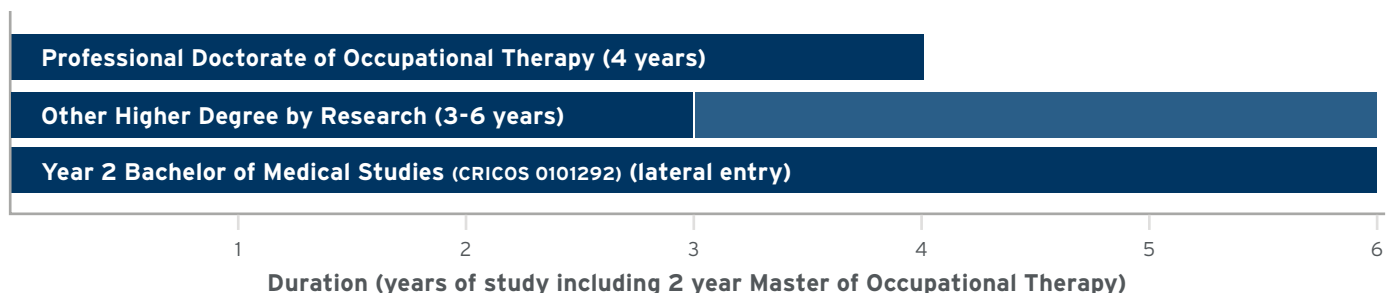 Professional Doctorate of Occupational Therapy (4 years)
Other Higher Degree by Research (3-6 years)
Year 2 Bachelor of Medical Studies (CRICOS 0101292) (lateral entry)
1 2 3 4 5 6
Duration (years of study including 2 year Master of Occupational Therapy)